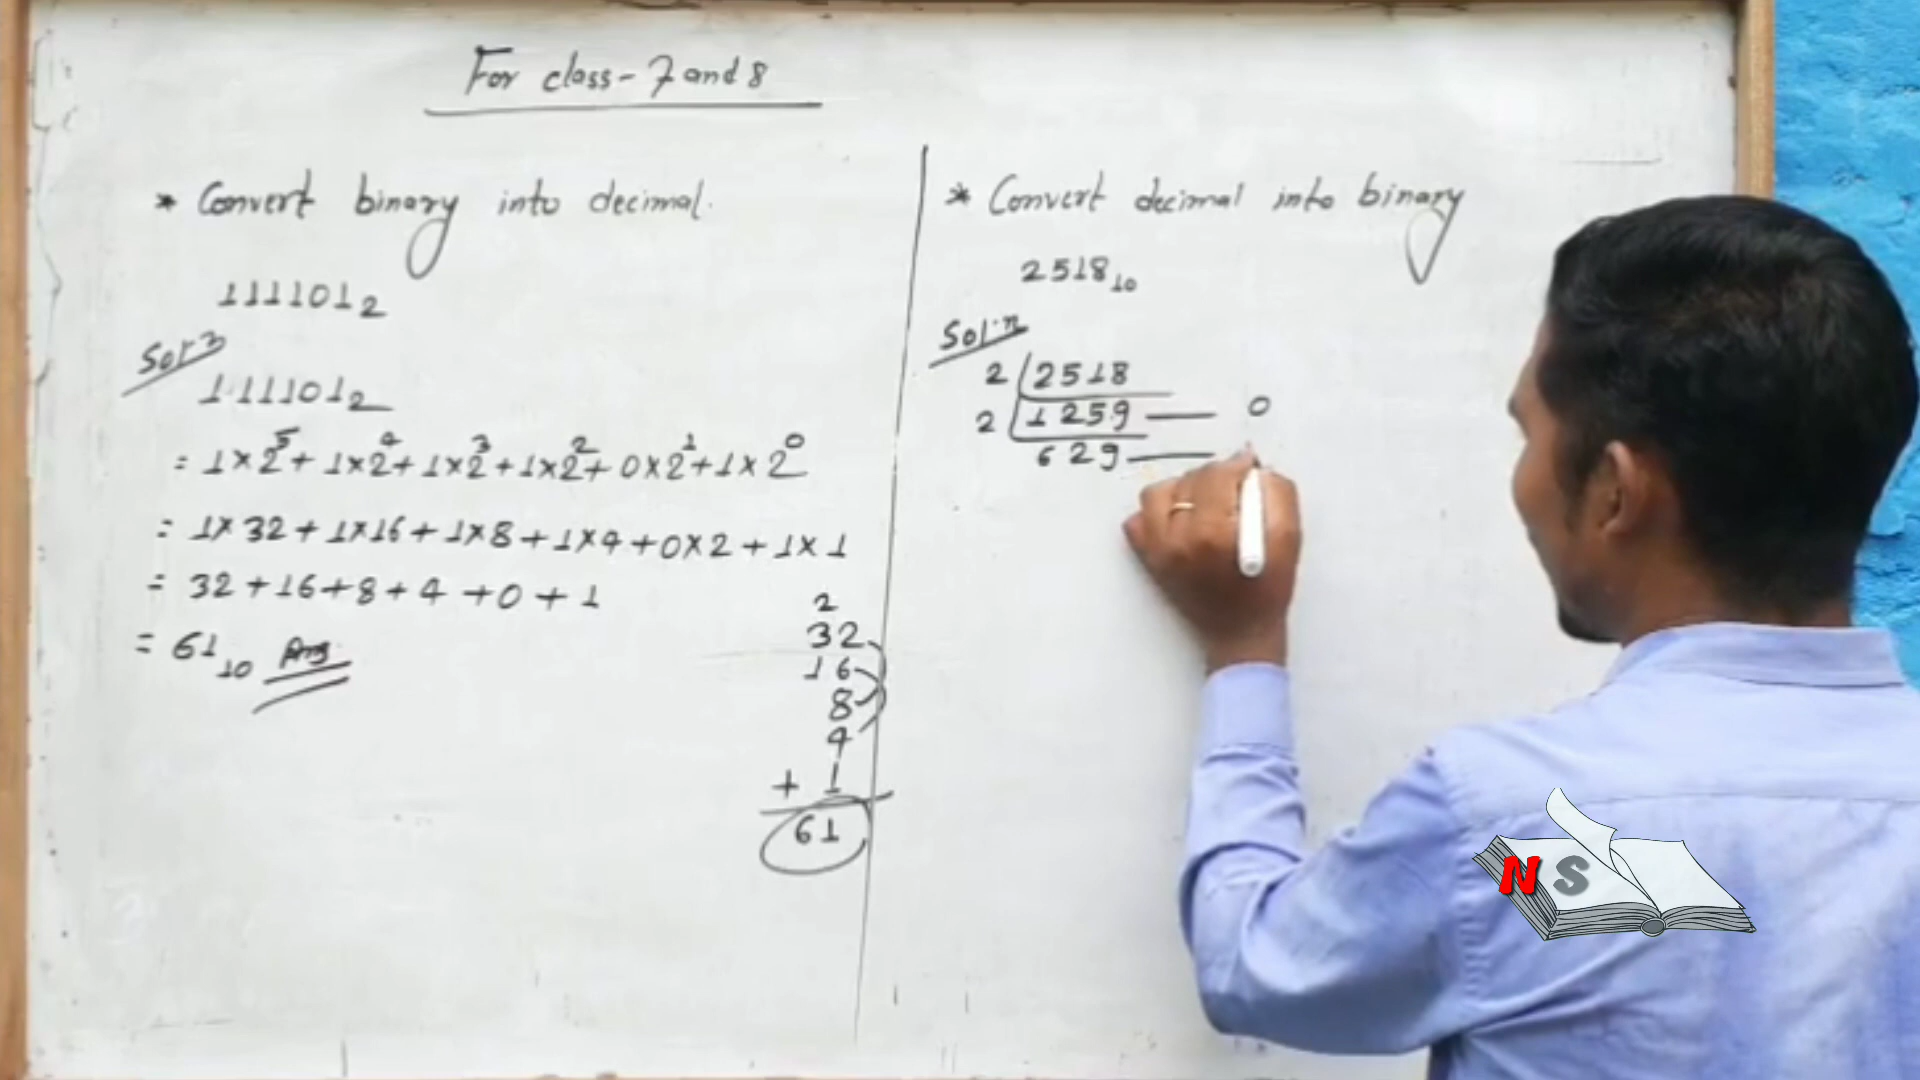 For class-7 and 8
* Convert binary into decimal.
111101₂
Sol:n
111101₂
= 1×2⁵+ 1×2⁴+ 1×2³+1×2²+ 0×2¹+1×2⁰
= 1×32+1×16+1×8+1×4+0×2+1×1
= 32+16+8+4+0+1
= 61₁₀ Ans.
2
32
16
8
4
+ 1
61
* Convert decimal into binary
2518₁₀
Sol:n
2 2518
2 1259 — 0
629 —
N S